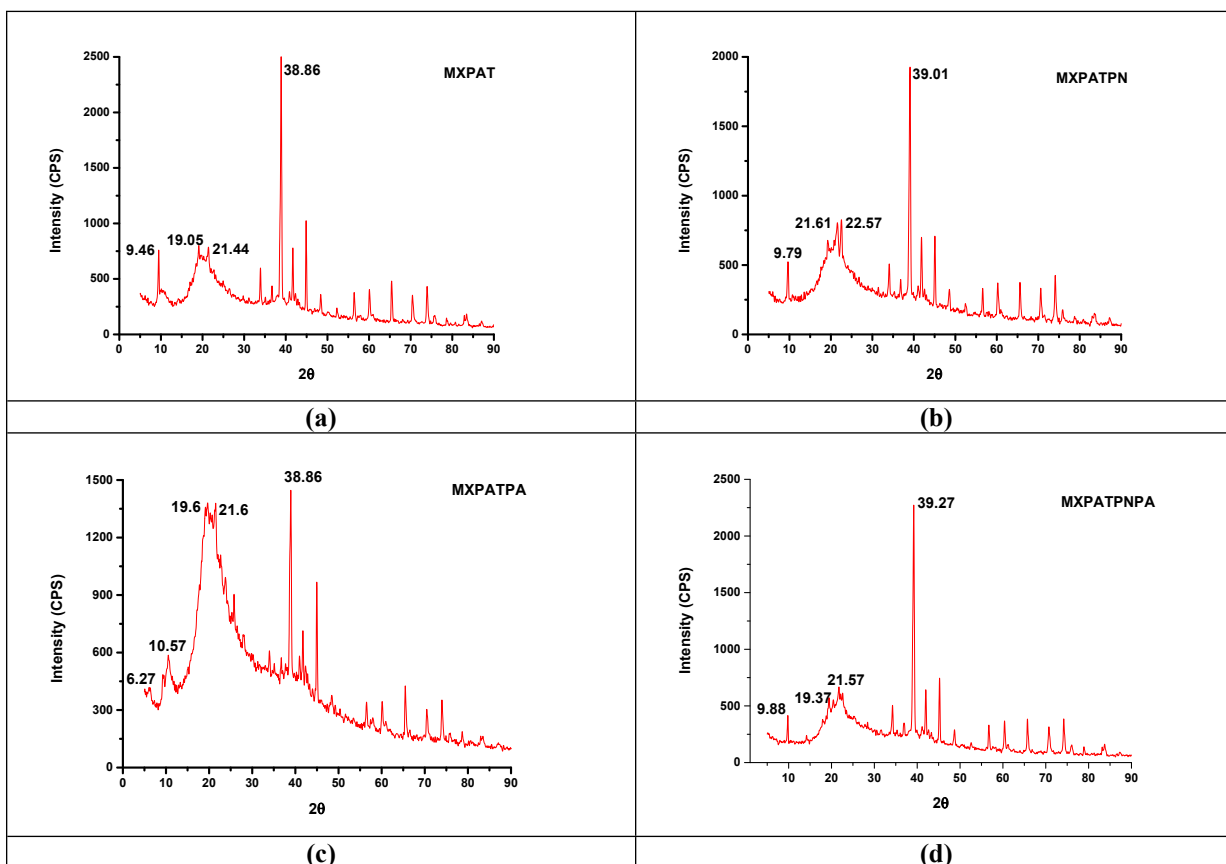 MXPAT
38.86
9.46
19.05
21.44
Intensity (CPS)
2500
2000
1500
1000
500
0
0 10 20 30 40 50 60 70 80 90
2θ
(a)
MXPATPN
39.01
9.79
21.61
22.57
Intensity (CPS)
2000
1500
1000
500
0
0 10 20 30 40 50 60 70 80 90
2θ
(b)
MXPATPA
38.86
6.27
10.57
19.6
21.6
Intensity (CPS)
1500
1200
900
600
300
0
0 10 20 30 40 50 60 70 80 90
2θ
(c)
MXPATPNPA
39.27
9.88
19.37
21.57
Intensity (CPS)
2500
2000
1500
1000
500
0
10 20 30 40 50 60 70 80 90
2θ
(d)